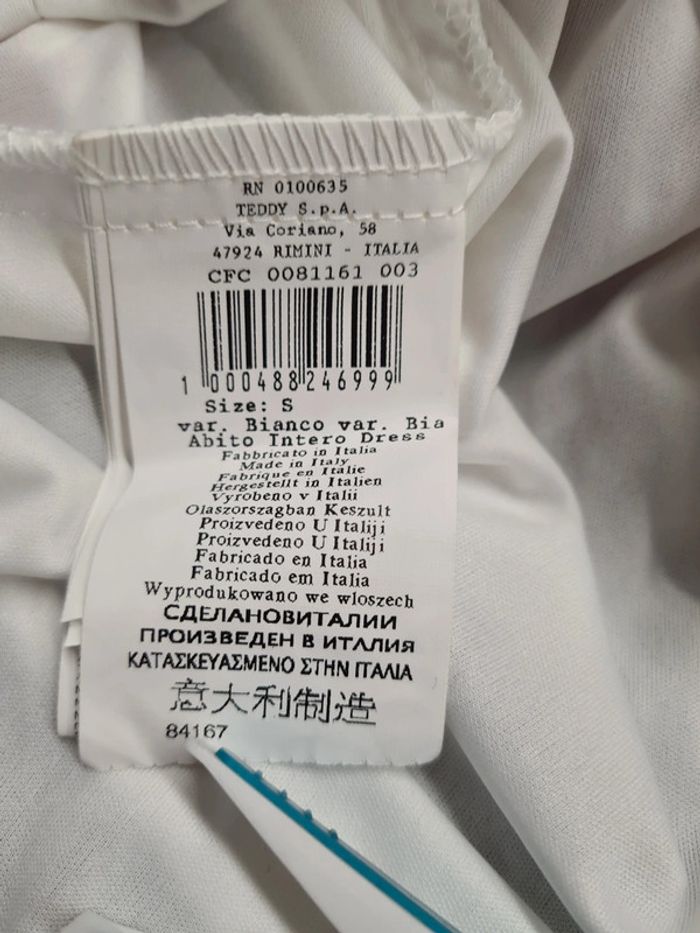 RN 0100635
TEDDY S.p.A.
Via Coriano, 58
47924 RIMINI - ITALIA
CFC 0081161 003
1 000488 246999
Size: S
var. Bianco var. Bia
Abito Intero Dress
Fabbricato in Italia
Made in Italy
Fabrique en Italie
Hergestellt in Italien
Vyrobeno v Italii
Olaszorszagban Keszult
Proizvedeno U Italiji
Proizvedeno U Italiji
Fabricado en Italia
Fabricado em Italia
Wyprodukowano we wloszech
СДЕЛАНОВИТАЛИИ
ПРОИЗВЕДЕН В ИТАЛИЯ
ΚΑΤΑΣΚΕΥΑΣΜΕΝΟ ΣΤΗΝ ΙΤΑΛΙΑ
意大利制造
84167